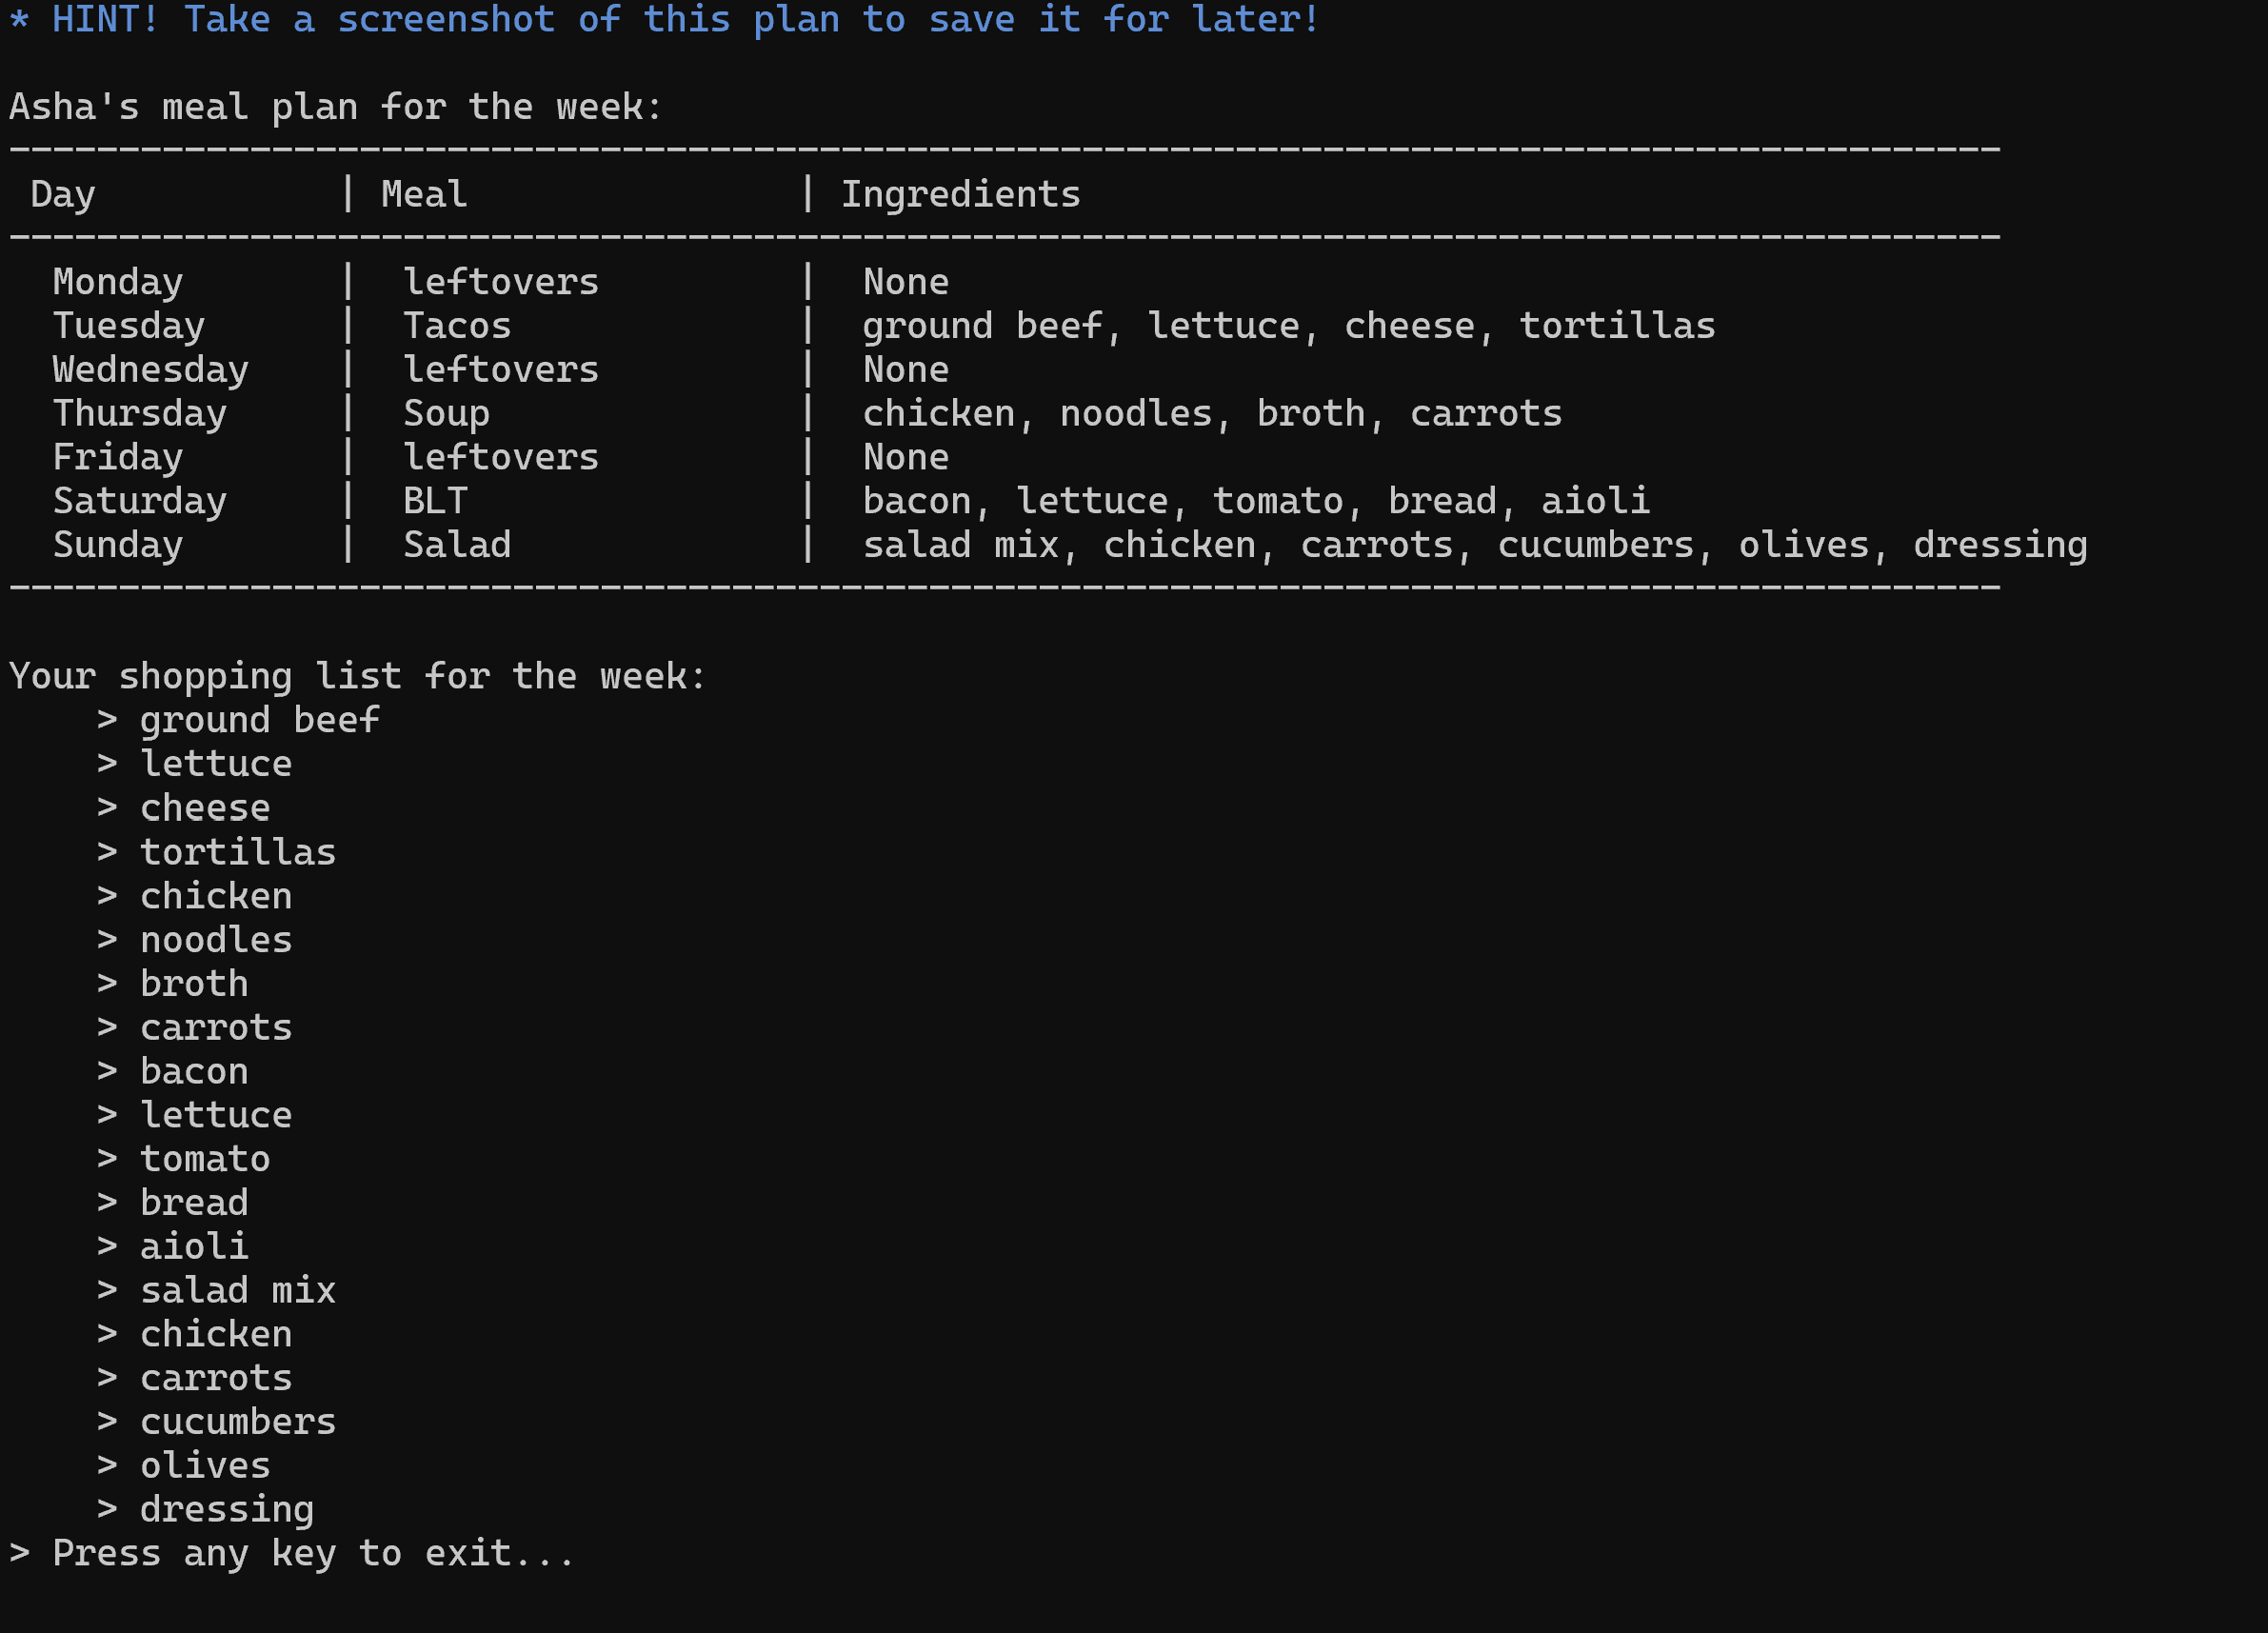 * HINT! Take a screenshot of this plan to save it for later!
Asha's meal plan for the week:
-------------------------------------------------------------------------------------------
 Day           | Meal               | Ingredients
-------------------------------------------------------------------------------------------
  Monday       |  leftovers         |  None
  Tuesday      |  Tacos             |  ground beef, lettuce, cheese, tortillas
  Wednesday    |  leftovers         |  None
  Thursday     |  Soup              |  chicken, noodles, broth, carrots
  Friday       |  leftovers         |  None
  Saturday     |  BLT               |  bacon, lettuce, tomato, bread, aioli
  Sunday       |  Salad             |  salad mix, chicken, carrots, cucumbers, olives, dressing
-------------------------------------------------------------------------------------------
Your shopping list for the week:
    > ground beef
    > lettuce
    > cheese
    > tortillas
    > chicken
    > noodles
    > broth
    > carrots
    > bacon
    > lettuce
    > tomato
    > bread
    > aioli
    > salad mix
    > chicken
    > carrots
    > cucumbers
    > olives
    > dressing
> Press any key to exit...